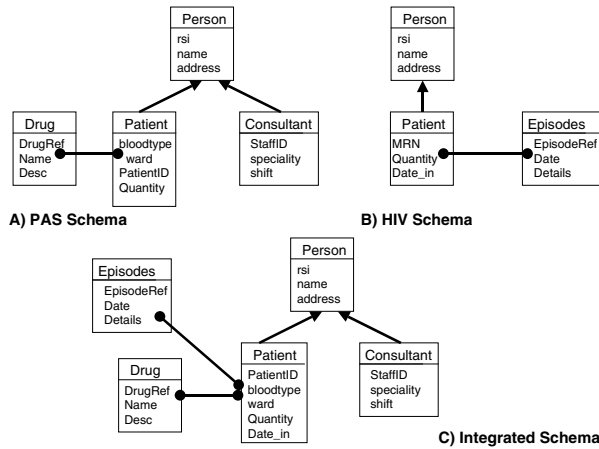 Person
rsi
name
address
Drug
DrugRef
Name
Desc
Patient
bloodtype
ward
PatientID
Quantity
Consultant
StaffID
speciality
shift
A) PAS Schema
Person
rsi
name
address
Patient
MRN
Quantity
Date_in
Episodes
EpisodeRef
Date
Details
B) HIV Schema
Person
rsi
name
address
Episodes
EpisodeRef
Date
Details
Drug
DrugRef
Name
Desc
Patient
PatientID
bloodtype
ward
Quantity
Date_in
Consultant
StaffID
speciality
shift
C) Integrated Schema